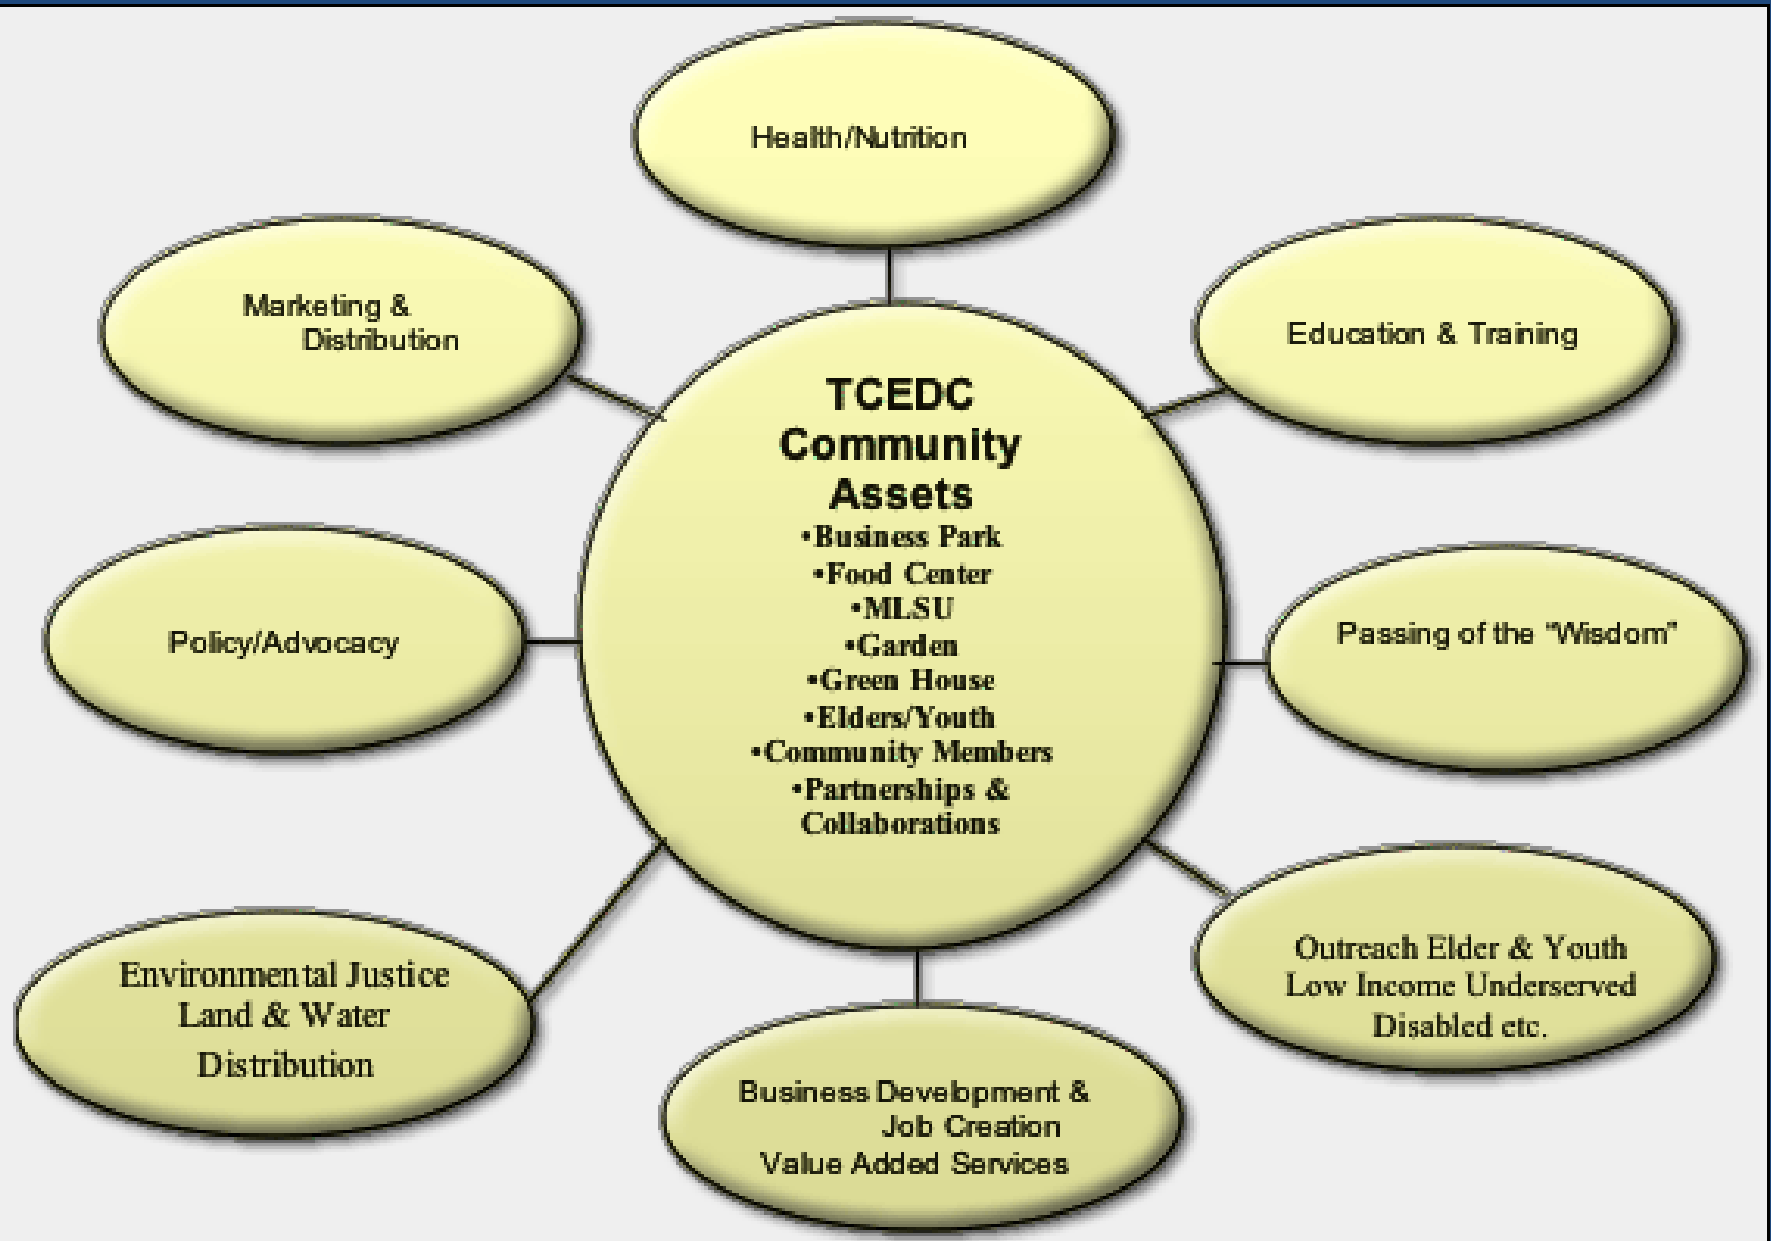 Health/Nutrition
Marketing &
Distribution
Education & Training
TCEDC
Community
Assets
•Business Park
•Food Center
•MLSU
•Garden
•Green House
•Elders/Youth
•Community Members
•Partnerships &
Collaborations
Policy/Advocacy
Passing of the "Wisdom"
Environmental Justice
Land & Water
Distribution
Business Development &
Job Creation
Value Added Services
Outreach Elder & Youth
Low Income Underserved
Disabled etc.